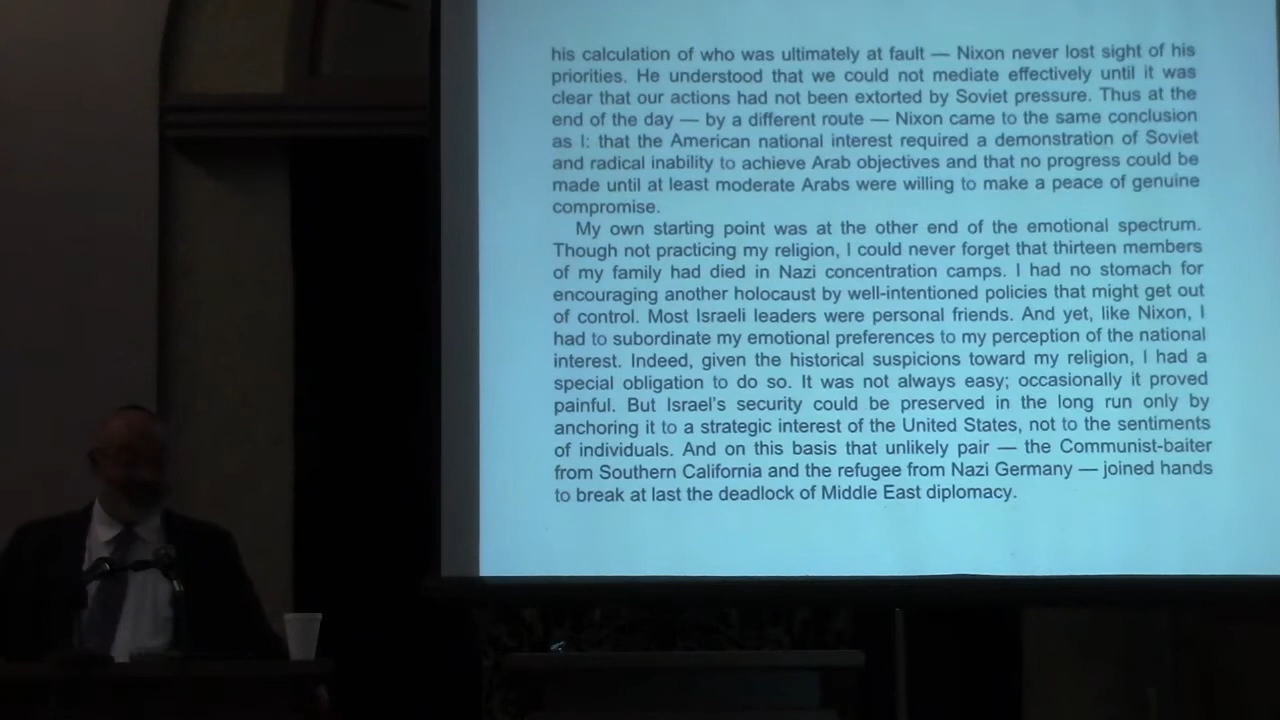 his calculation of who was ultimately at fault — Nixon never lost sight of his
priorities. He understood that we could not mediate effectively until it was
clear that our actions had not been extorted by Soviet pressure. Thus at the
end of the day — by a different route — Nixon came to the same conclusion
as I: that the American national interest required a demonstration of Soviet
and radical inability to achieve Arab objectives and that no progress could be
made until at least moderate Arabs were willing to make a peace of genuine
compromise.
My own starting point was at the other end of the emotional spectrum.
Though not practicing my religion, I could never forget that thirteen members
of my family had died in Nazi concentration camps. I had no stomach for
encouraging another holocaust by well-intentioned policies that might get out
of control. Most Israeli leaders were personal friends. And yet, like Nixon, I
had to subordinate my emotional preferences to my perception of the national
interest. Indeed, given the historical suspicions toward my religion, I had a
special obligation to do so. It was not always easy; occasionally it proved
painful. But Israel's security could be preserved in the long run only by
anchoring it to a strategic interest of the United States, not to the sentiments
of individuals. And on this basis that unlikely pair — the Communist-baiter
from Southern California and the refugee from Nazi Germany — joined hands
to break at last the deadlock of Middle East diplomacy.